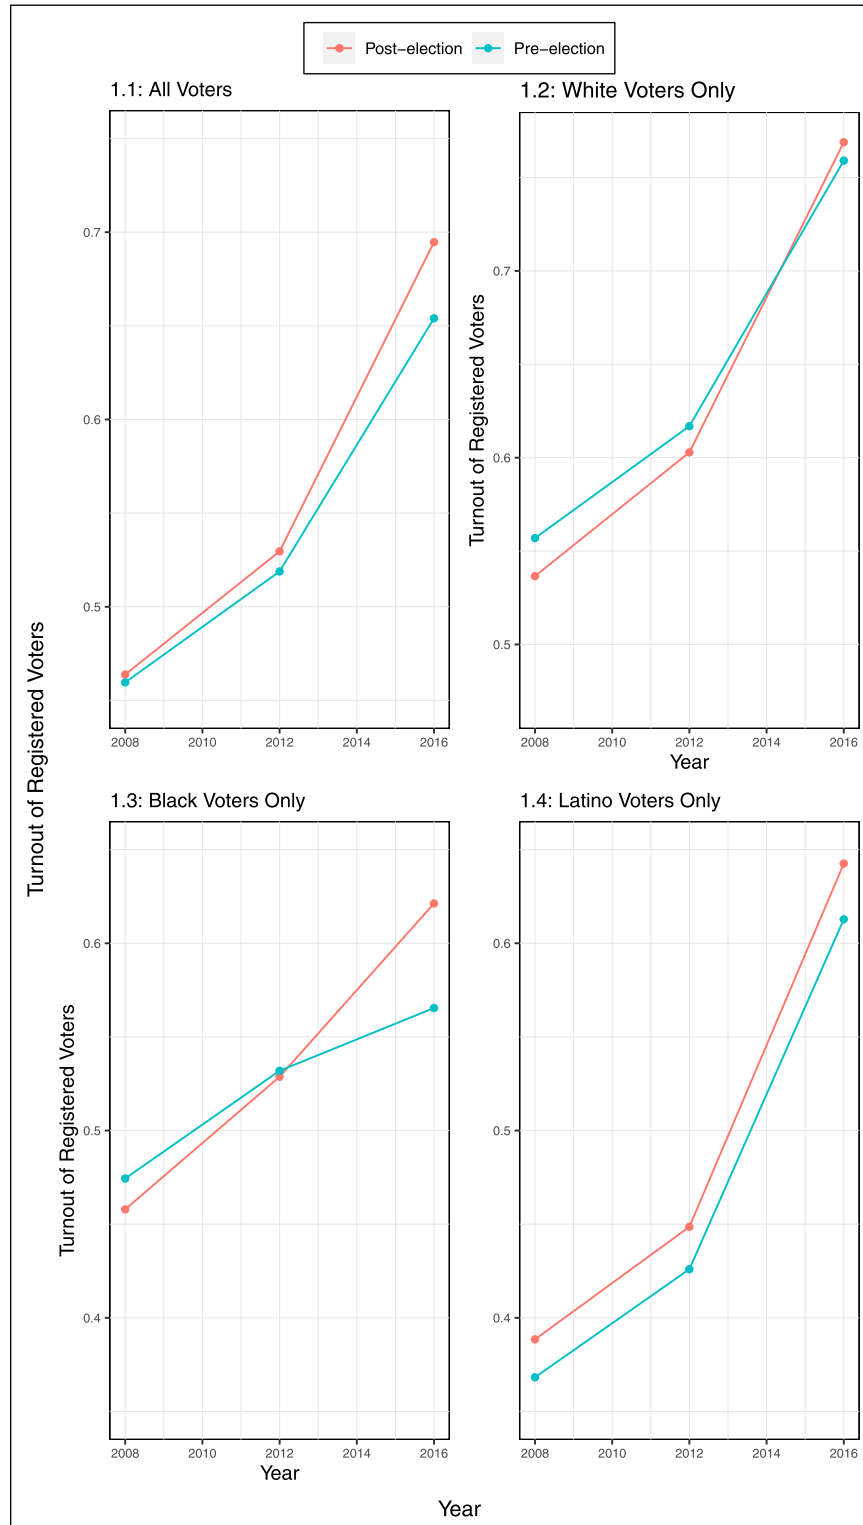 Post−election Pre−election
1.1: All Voters
0.7
0.6
0.5
2008 2010 2012 2014 2016
1.2: White Voters Only
Turnout of Registered Voters
0.7
0.6
0.5
2008 2010 2012 2014 2016
Year
Turnout of Registered Voters
1.3: Black Voters Only
Turnout of Registered Voters
0.6
0.5
0.4
2008 2010 2012 2014 2016
Year
1.4: Latino Voters Only
0.6
0.5
0.4
2008 2010 2012 2014 2016
Year